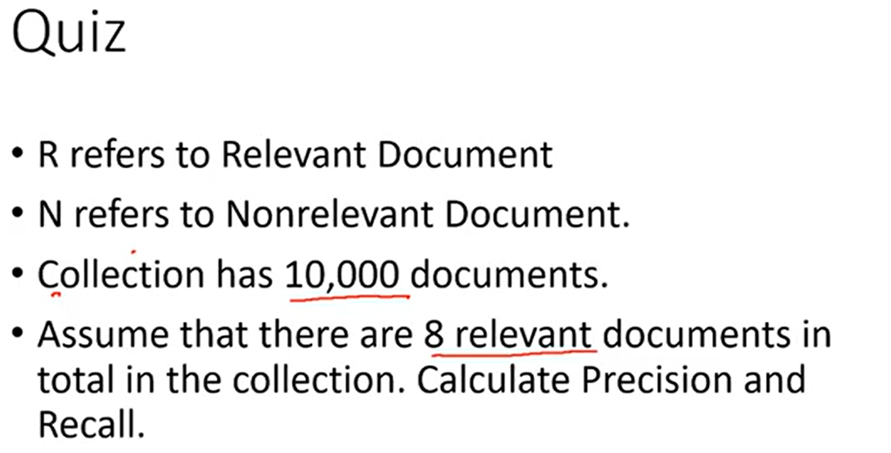 Quiz
• R refers to Relevant Document
• N refers to Nonrelevant Document.
• Collection has 10,000 documents.
• Assume that there are 8 relevant documents in
total in the collection. Calculate Precision and
Recall.